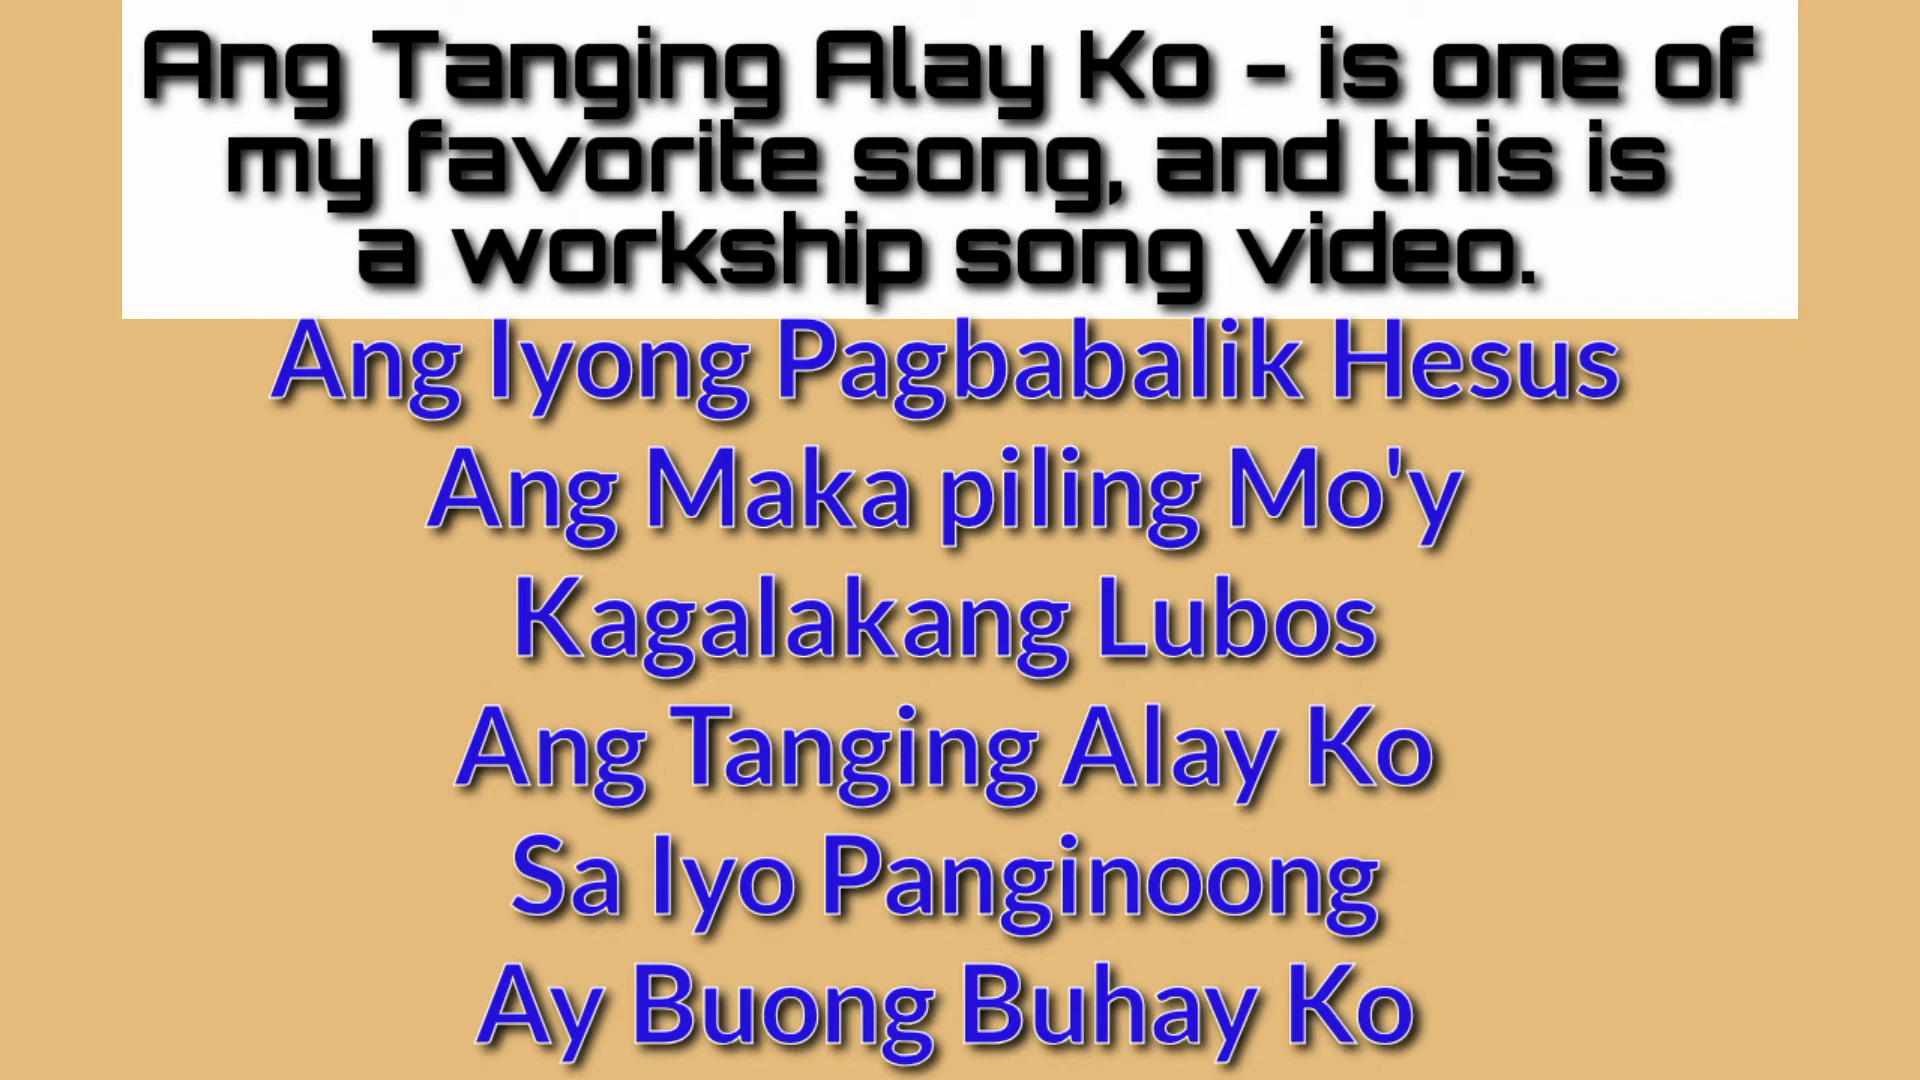 Ang Tanging Alay Ko - is one of
my favorite song, and this is
a workship song video.
Ang Iyong Pagbabalik Hesus
Ang Maka piling Mo'y
Kagalakang Lubos
Ang Tanging Alay Ko
Sa Iyo Panginoong
Ay Buong Buhay Ko